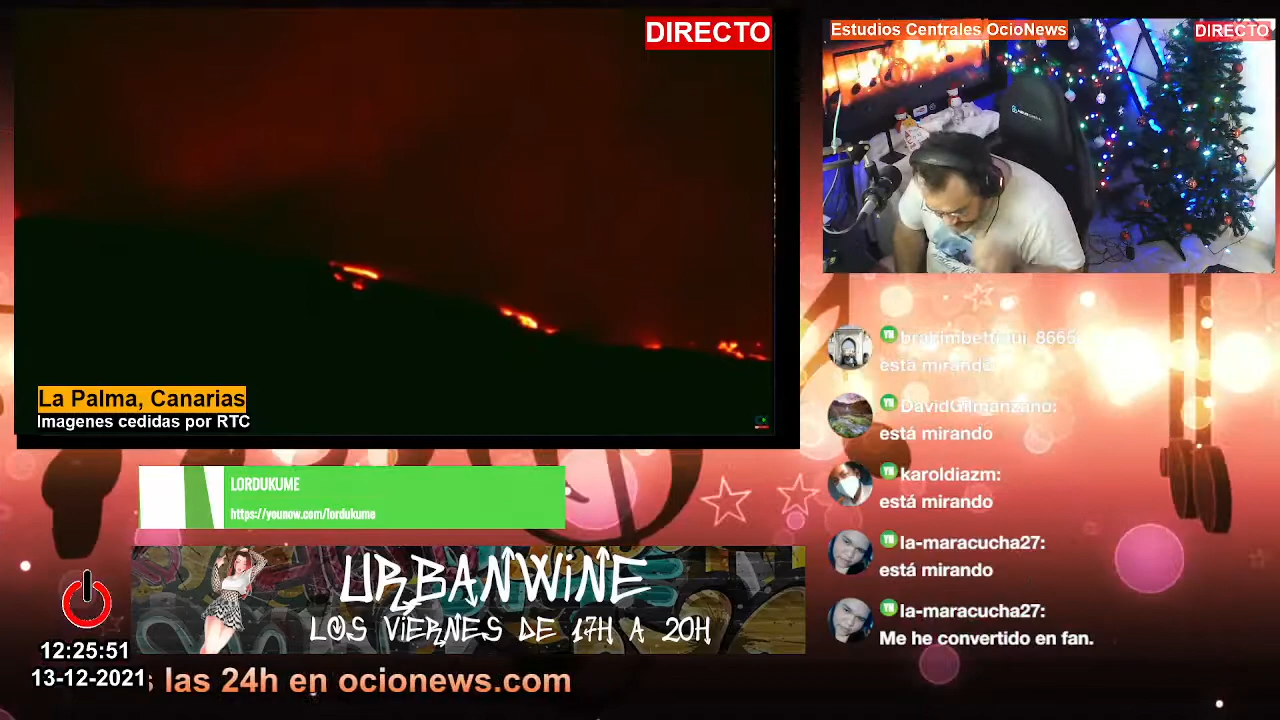 DIRECTO
La Palma, Canarias
Imagenes cedidas por RTC
Estudios Centrales OcioNews
DIRECTO
está mirando
DavidGilmanzano:
está mirando
karoldiazm:
está mirando
la-maracucha27:
está mirando
la-maracucha27:
Me he convertido en fan.
LORDUKUME
https://younow.com/lordukume
URBANWINE
LOS VIERNES DE 17H A 20H
12:25:51
13-12-2021
las 24h en ocionews.com